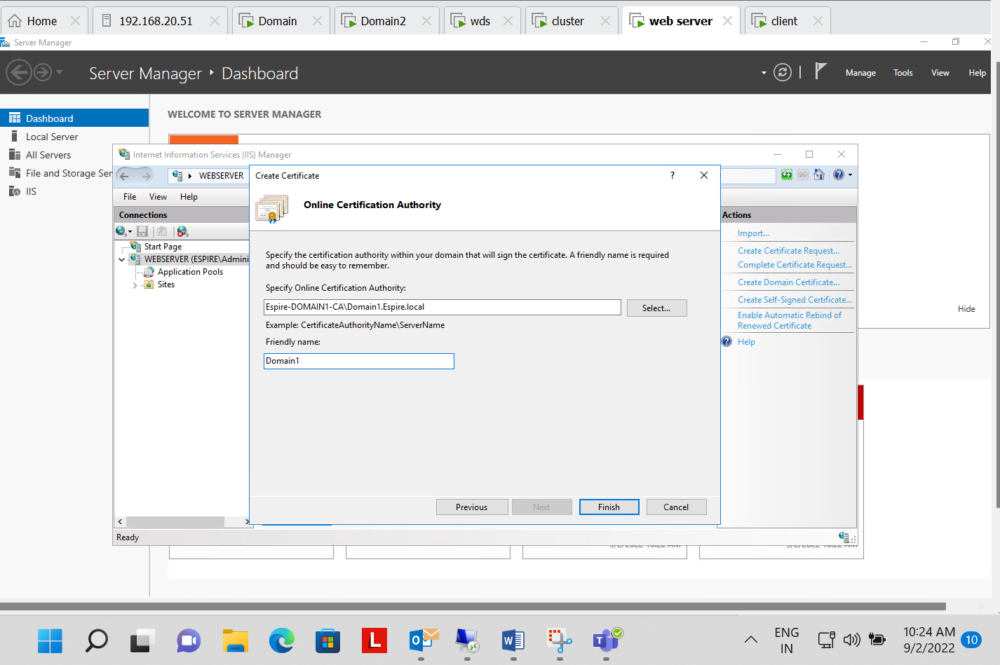 Home
192.168.20.51
Domain
Domain2
wds
cluster
web server
client
Server Manager
Server Manager ‣ Dashboard
Manage
Tools
View
Help
Dashboard
Local Server
All Servers
File and Storage Ser
IIS
WELCOME TO SERVER MANAGER
Internet Information Services (IIS) Manager
WEBSERVER
File
View
Help
Connections
Start Page
WEBSERVER (ESPIRE\Admini
Application Pools
Sites
Ready
Create Certificate
?
Online Certification Authority
Specify the certification authority within your domain that will sign the certificate. A friendly name is required
and should be easy to remember.
Specify Online Certification Authority:
Espire-DOMAIN1-CA\Domain1.Espire.local
Select...
Example: CertificateAuthorityName\ServerName
Friendly name:
Domain1
Previous
Next
Finish
Cancel
Actions
Import...
Create Certificate Request...
Complete Certificate Request...
Create Domain Certificate...
Create Self-Signed Certificate...
Enable Automatic Rebind of
Renewed Certificate
Help
Hide
9/2/2022 10:22 AM
9/2/2022 10:22 AM
ENG
IN
10:24 AM
9/2/2022
10